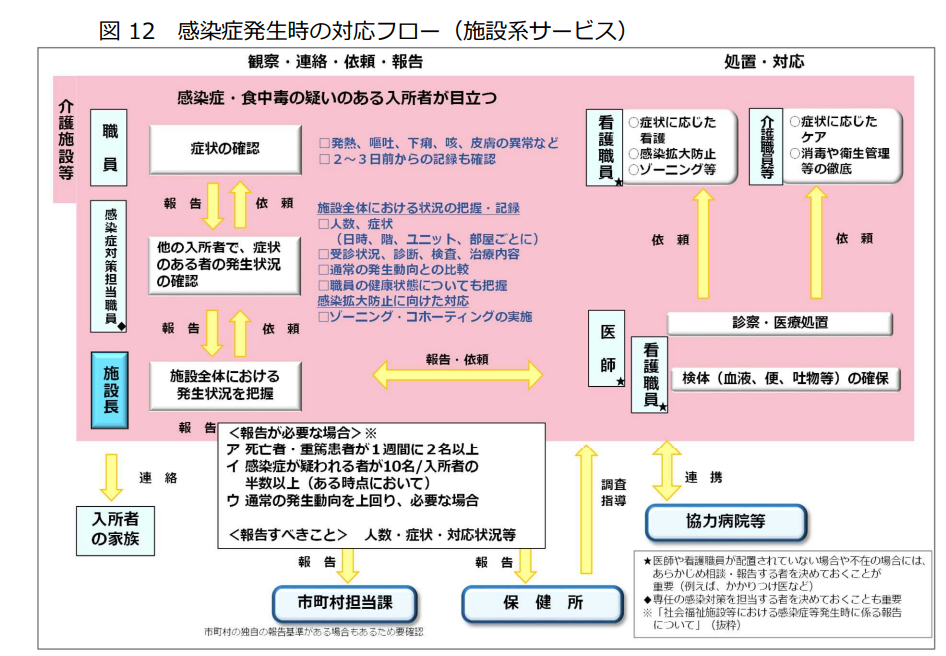 図 12　感染症発生時の対応フロー（施設系サービス）
観察・連絡・依頼・報告
処置・対応
介護施設等
感染症・食中毒の疑いのある入所者が目立つ
職員
症状の確認
□発熱、嘔吐、下痢、咳、皮膚の異常など
□２～３日前からの記録も確認
看護職員★
○症状に応じた
看護
○感染拡大防止
○ゾーニング等
介護職員等
○症状に応じた
ケア
○消毒や衛生管理
等の徹底
報告
依頼
感染症対策担当職員◆
他の入所者で、症状
のある者の発生状況
の確認
施設全体における状況の把握・記録
□人数、症状
（日時、階、ユニット、部屋ごとに）
□受診状況、診断、検査、治療内容
□通常の発生動向との比較
□職員の健康状態についても把握
感染拡大防止に向けた対応
□ゾーニング・コホーティングの実施
依頼
依頼
報告
依頼
医師★
看護職員★
診察・医療処置
検体（血液、便、吐物等）の確保
施設長
施設全体における
発生状況を把握
報告・依頼
報告
＜報告が必要な場合＞※
ア 死亡者・重篤患者が１週間に２名以上
イ 感染症が疑われる者が10名/入所者の
半数以上（ある時点において）
ウ 通常の発生動向を上回り、必要な場合
＜報告すべきこと＞　人数・症状・対応状況等
連絡
入所者
の家族
調査
指導
連携
協力病院等
報告
報告
市町村担当課
保健所
市町村の独自の報告基準がある場合もあるため要確認
★医師や看護職員が配置されていない場合や不在の場合には、
あらかじめ相談・報告する者を決めておくことが
重要（例えば、かかりつけ医など）
◆専任の感染対策を担当する者を決めておくことも重要
※「社会福祉施設等における感染症等発生時に係る報告
について」（抜粋）